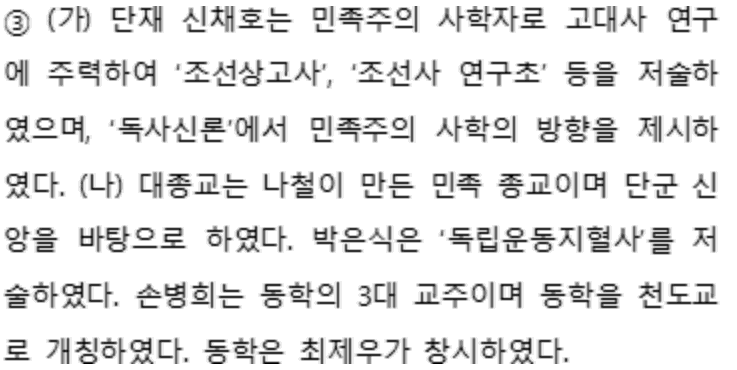 ③ (가) 단재 신채호는 민족주의 사학자로 고대사 연구
에 주력하여 ‘조선상고사’, ‘조선사 연구초’ 등을 저술하
였으며, ‘독사신론’에서 민족주의 사학의 방향을 제시하
였다. (나) 대종교는 나철이 만든 민족 종교이며 단군 신
앙을 바탕으로 하였다. 박은식은 ‘독립운동지혈사’를 저
술하였다. 손병희는 동학의 3대 교주이며 동학을 천도교
로 개칭하였다. 동학은 최제우가 창시하였다.